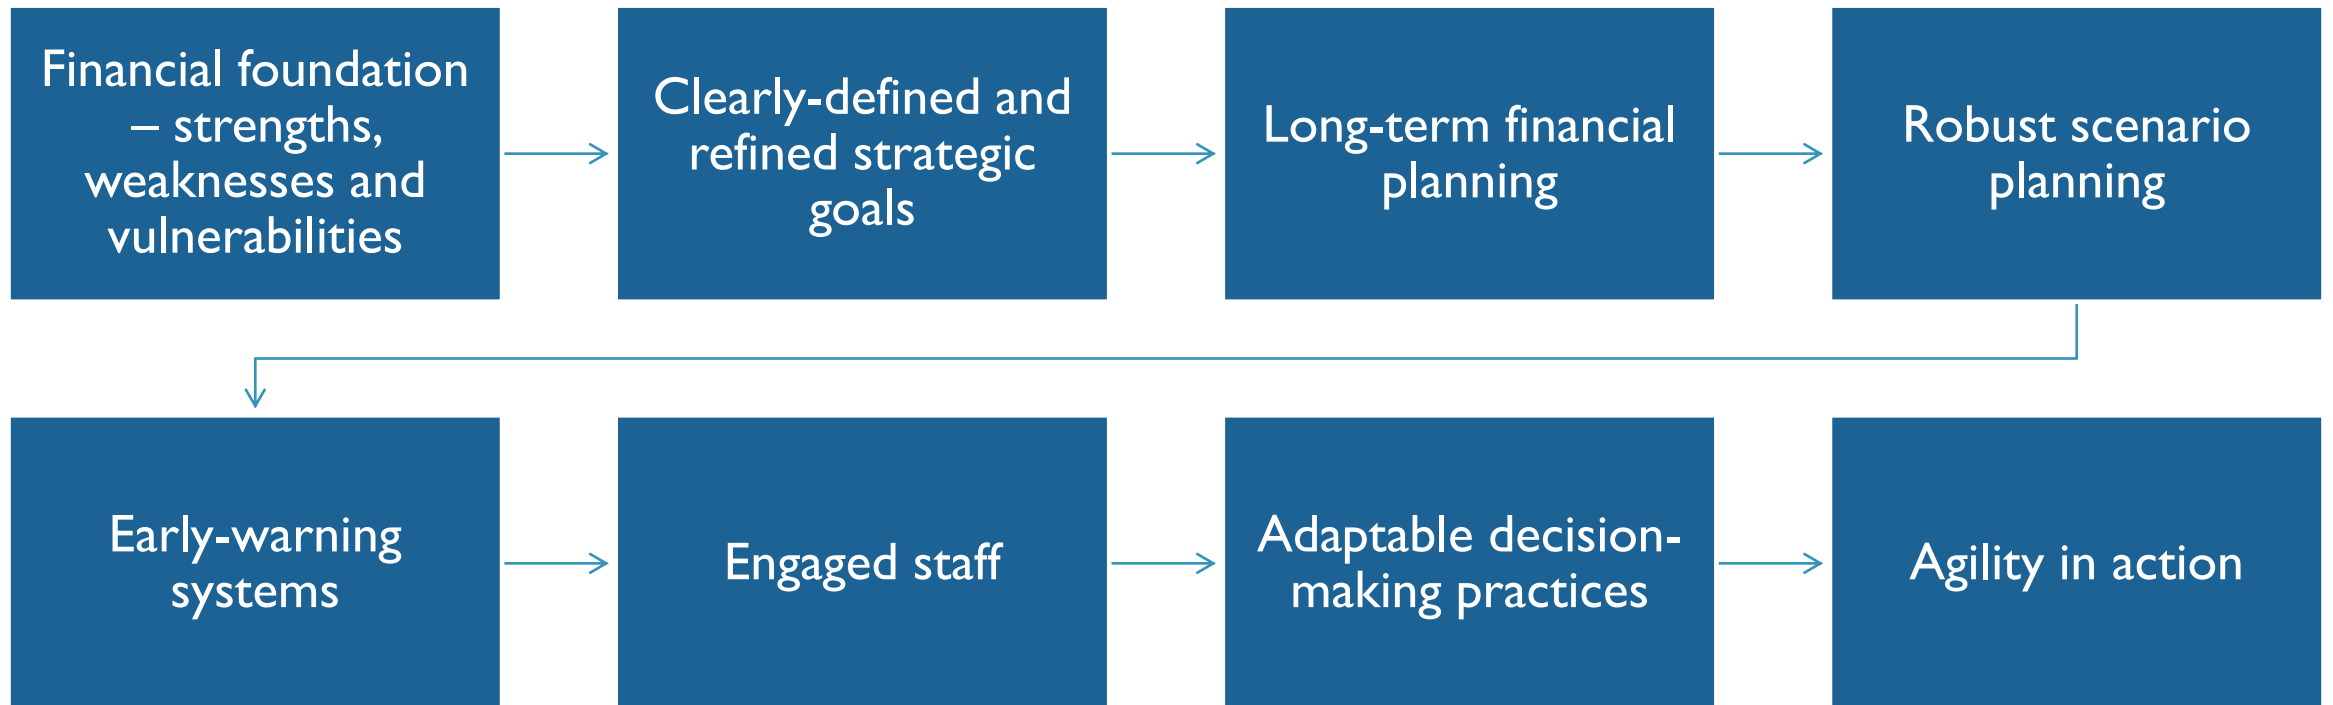 Financial foundation
– strengths,
weaknesses and
vulnerabilities
Clearly-defined and
refined strategic
goals
Long-term financial
planning
Robust scenario
planning
Early-warning
systems
Engaged staff
Adaptable decision-
making practices
Agility in action